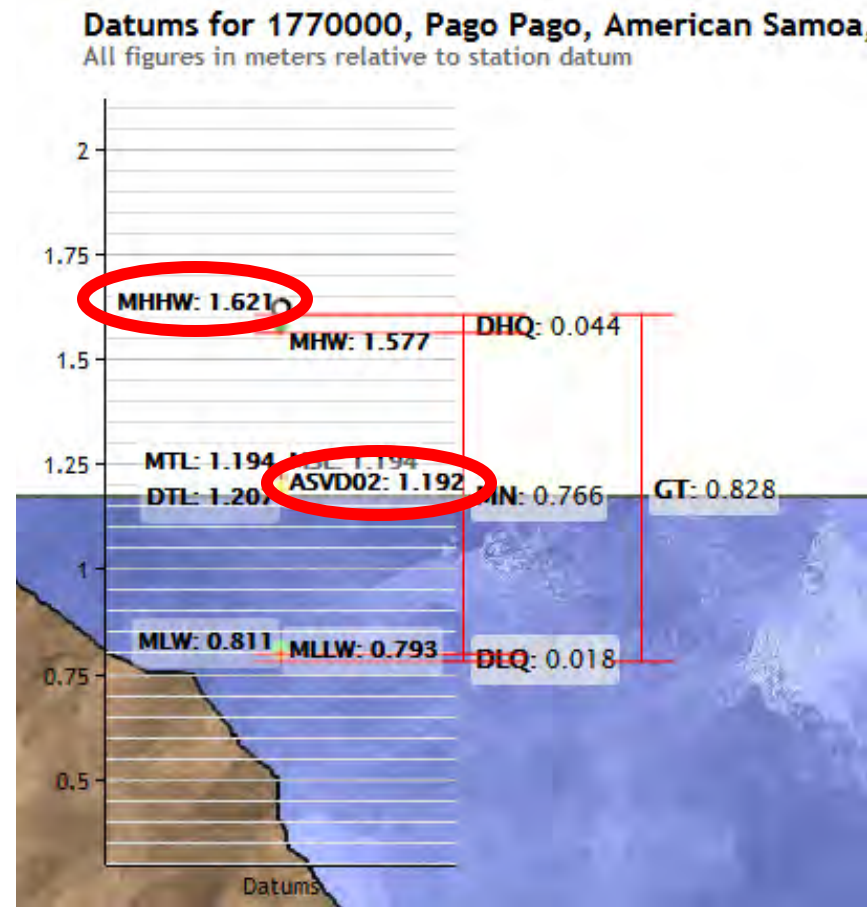 Datums for 1770000, Pago Pago, American Samoa,
All figures in meters relative to station datum
2
1.75
MHHW: 1.621
DHQ: 0.044
MHW: 1.577
1.5
1.25
MTL: 1.194 MSL: 1.194
ASVD02: 1.192
DTL: 1.207
MN: 0.766
GT: 0.828
1
MLW: 0.811
MLLW: 0.793
DLQ: 0.018
0.75
0.5
Datums